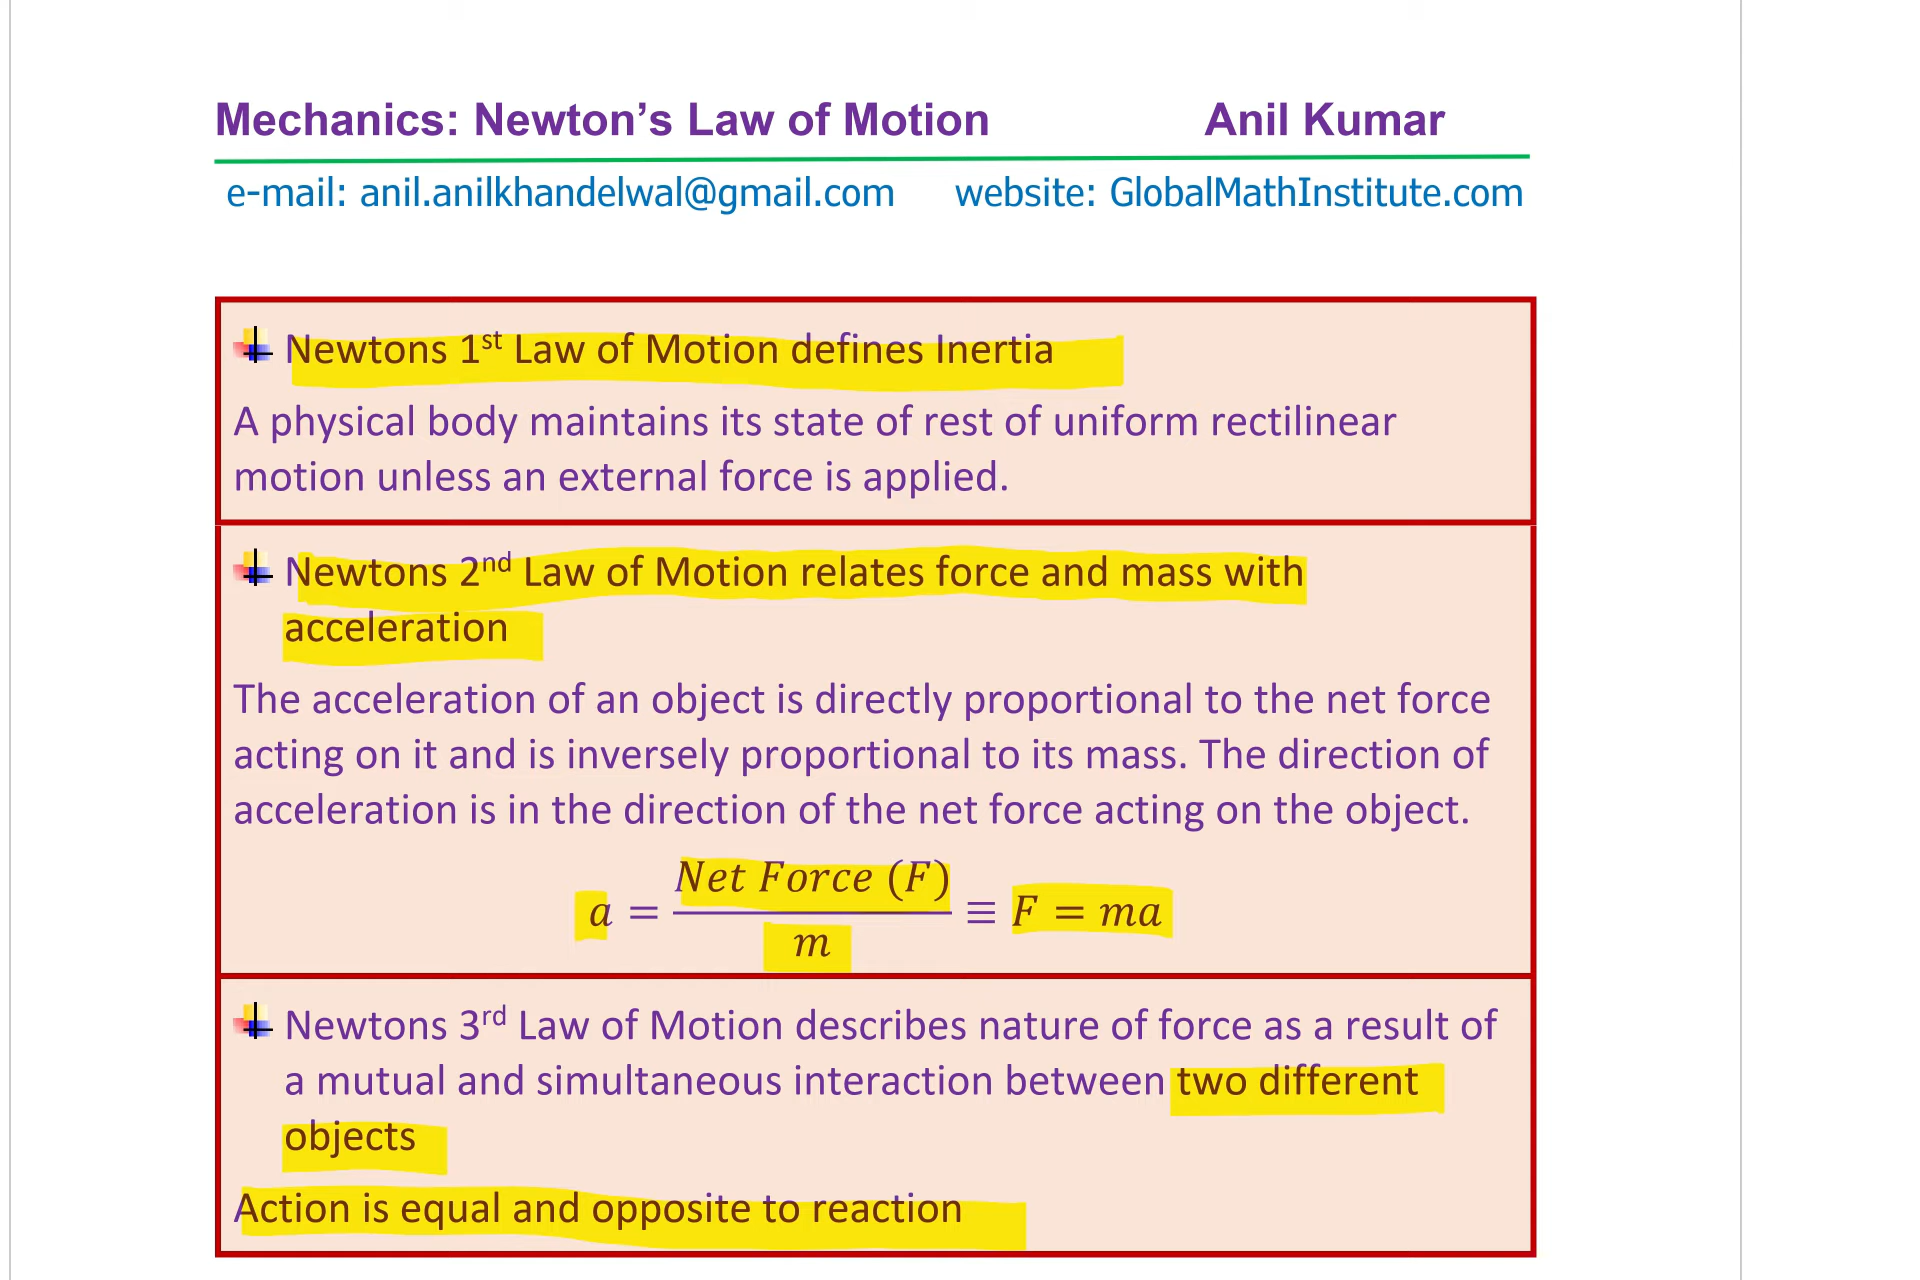 Mechanics: Newton’s Law of Motion Anil Kumar
e-mail: anil.anilkhandelwal@gmail.com website: GlobalMathInstitute.com
Newtons 1st Law of Motion defines Inertia
A physical body maintains its state of rest of uniform rectilinear
motion unless an external force is applied.
Newtons 2nd Law of Motion relates force and mass with
acceleration
The acceleration of an object is directly proportional to the net force
acting on it and is inversely proportional to its mass. The direction of
acceleration is in the direction of the net force acting on the object.
a = Net Force (F) / m ≡ F = ma
Newtons 3rd Law of Motion describes nature of force as a result of
a mutual and simultaneous interaction between two different
objects
Action is equal and opposite to reaction